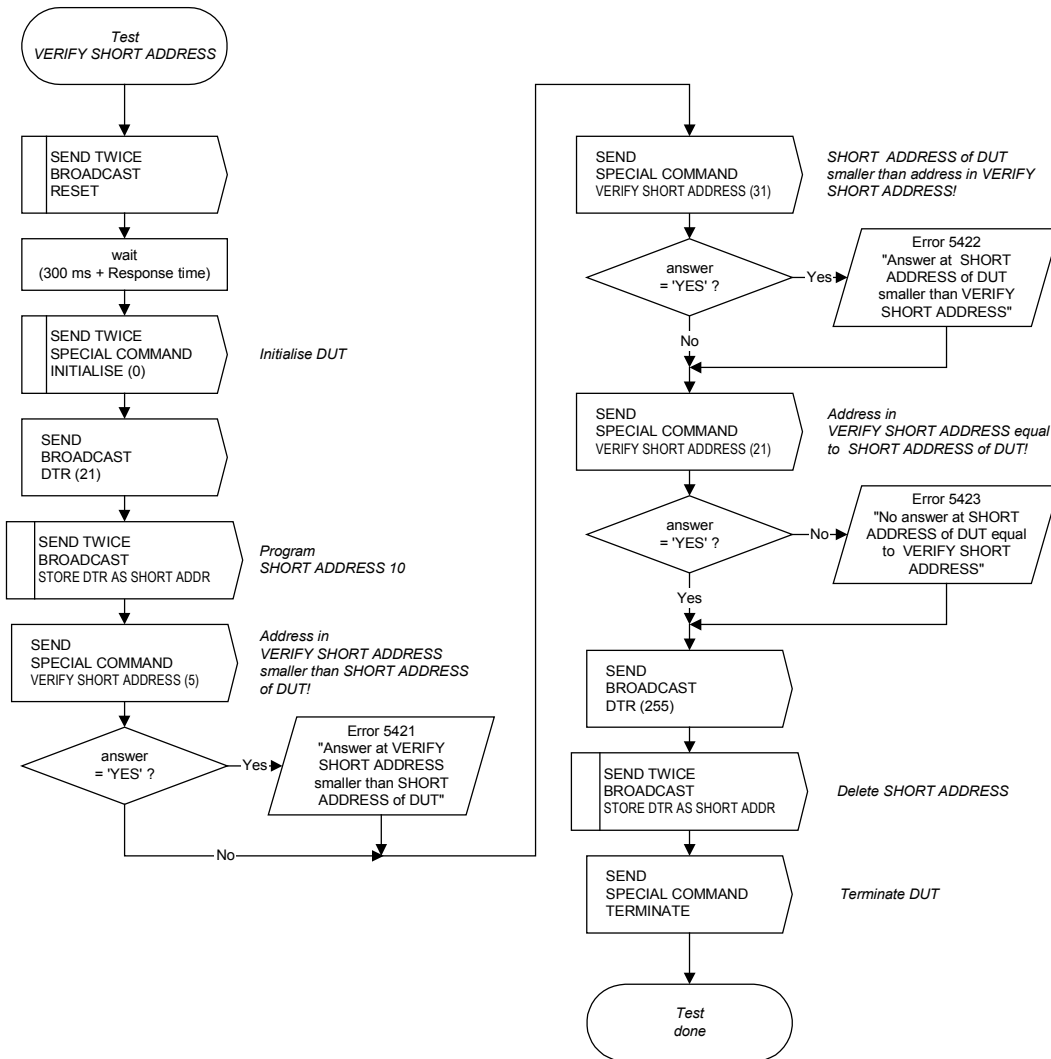 Test
VERIFY SHORT ADDRESS
SEND TWICE
BROADCAST
RESET
wait
(300 ms + Response time)
SEND TWICE
SPECIAL COMMAND
INITIALISE (0)
Initialise DUT
SEND
BROADCAST
DTR (21)
SEND TWICE
BROADCAST
STORE DTR AS SHORT ADDR
Program
SHORT ADDRESS 10
SEND
SPECIAL COMMAND
VERIFY SHORT ADDRESS (5)
Address in
VERIFY SHORT ADDRESS
smaller than SHORT ADDRESS
of DUT!
answer
= 'YES' ?
Yes
Error 5421
"Answer at VERIFY
SHORT ADDRESS
smaller than SHORT
ADDRESS of DUT"
No
SEND
SPECIAL COMMAND
VERIFY SHORT ADDRESS (31)
SHORT ADDRESS of DUT
smaller than address in VERIFY
SHORT ADDRESS!
answer
= 'YES' ?
Yes
Error 5422
"Answer at SHORT
ADDRESS of DUT
smaller than VERIFY
SHORT ADDRESS"
No
SEND
SPECIAL COMMAND
VERIFY SHORT ADDRESS (21)
Address in
VERIFY SHORT ADDRESS equal
to SHORT ADDRESS of DUT!
answer
= 'YES' ?
No
Error 5423
"No answer at SHORT
ADDRESS of DUT equal
to VERIFY SHORT
ADDRESS"
Yes
SEND
BROADCAST
DTR (255)
SEND TWICE
BROADCAST
STORE DTR AS SHORT ADDR
Delete SHORT ADDRESS
SEND
SPECIAL COMMAND
TERMINATE
Terminate DUT
Test
done